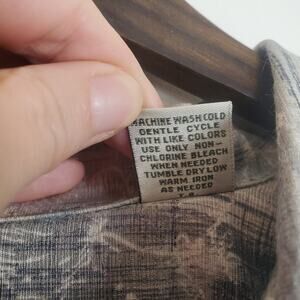 MACHINE WASH COLD
GENTLE CYCLE
WITH LIKE COLORS
USE ONLY NON-
CHLORINE BLEACH
WHEN NEEDED
TUMBLE DRY LOW
WARM IRON
AS NEEDED